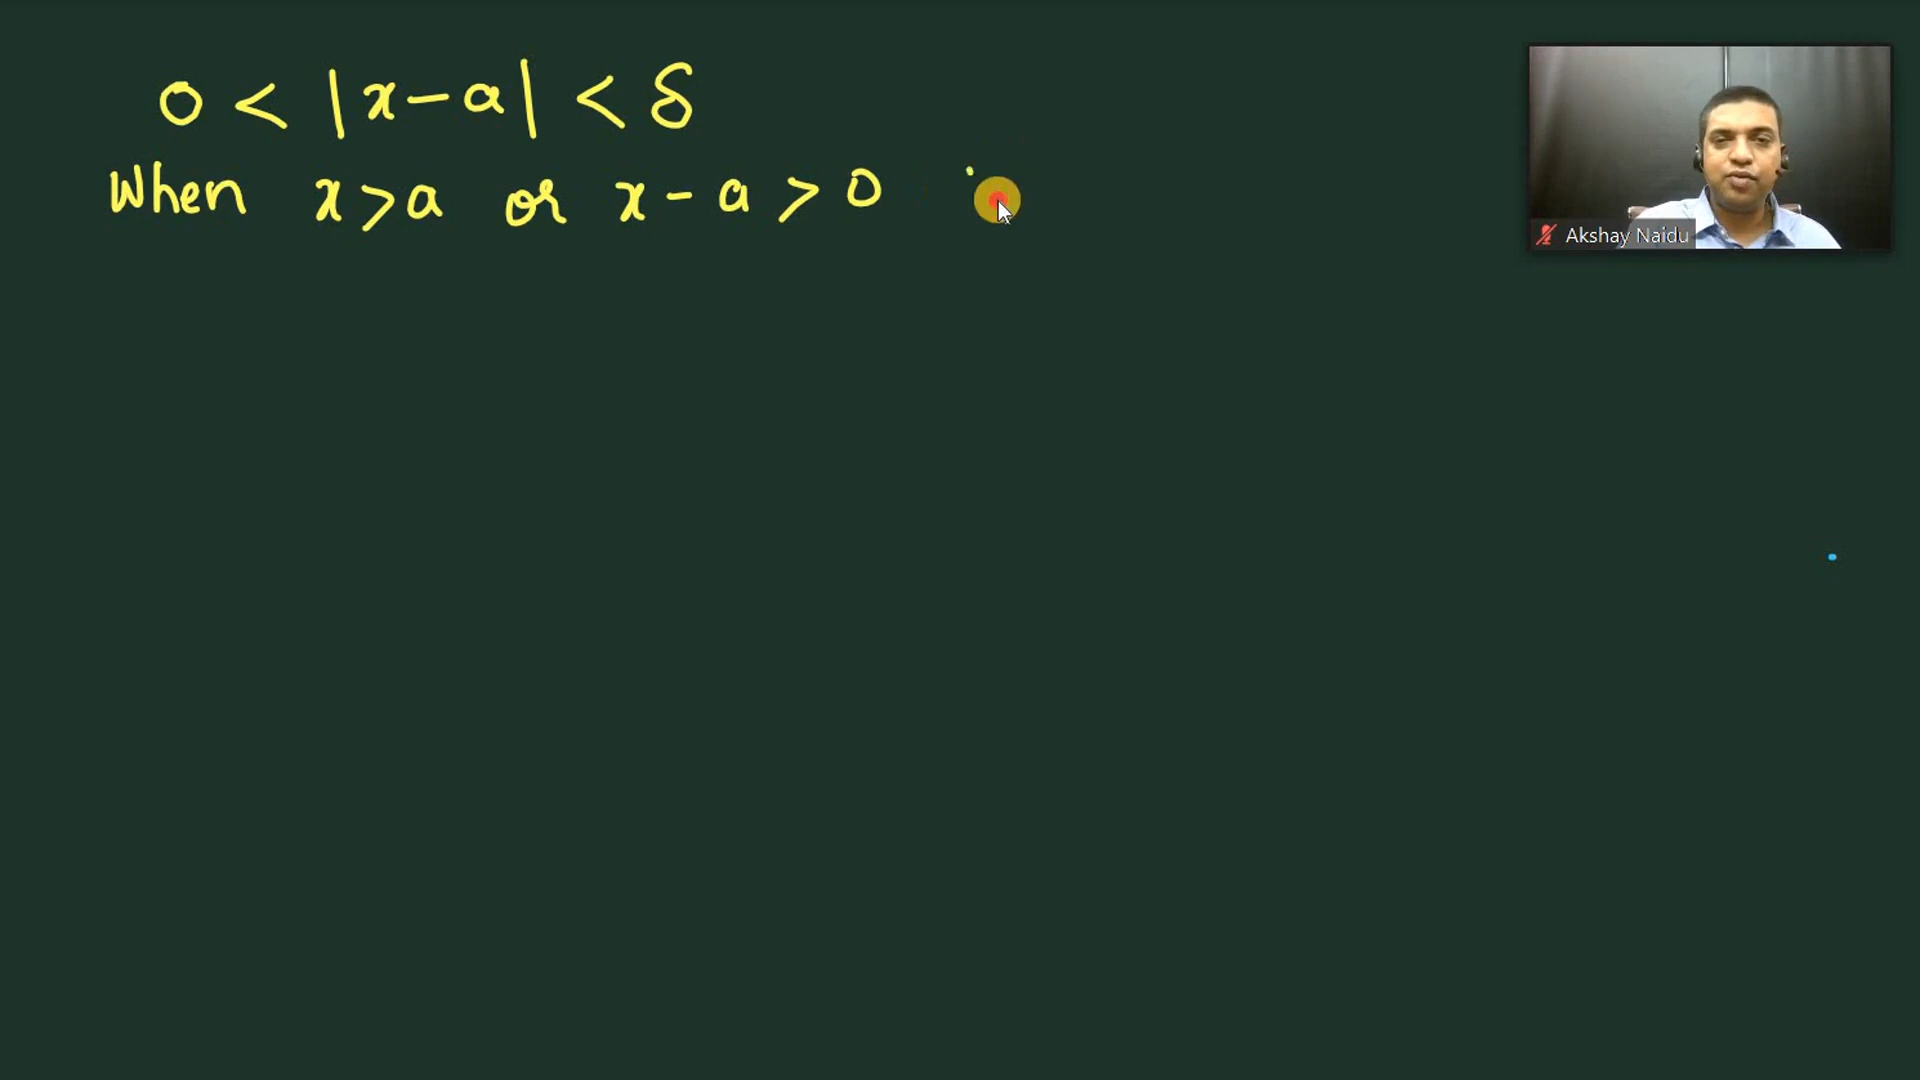 0 < |x-a| < δ
When x>a or x-a>0
Akshay Naidu